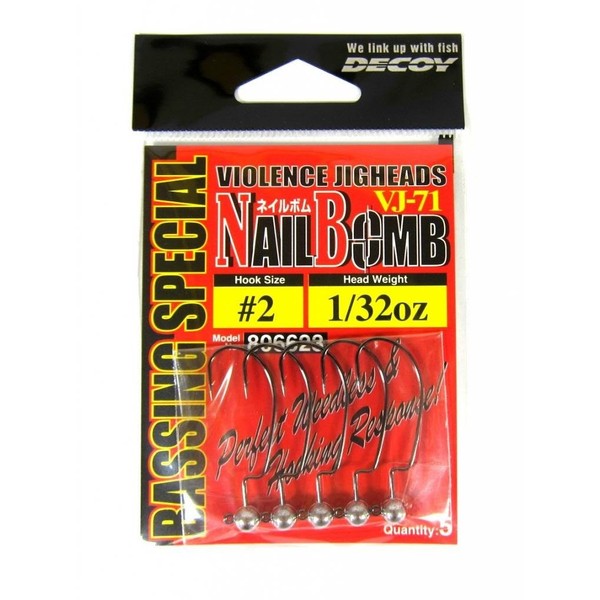 We link up with fish
DECOY
BASSING SPECIAL
VIOLENCE JIGHEADS
VJ-71
ネイルボム
NAIL BOMB
Hook Size
Head Weight
#2
1/32oz
Model
806623
Perfect Weedless &
Hooking Response!
Quantity:5